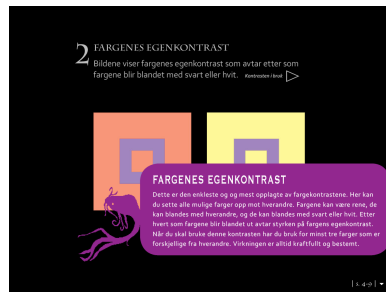 2 FARGENES EGENKONTRAST
Bildene viser fargenes egenkontrast som avtar etter som
fargene blir blandet med svart eller hvit. Kontrasten i bruk
FARGENES EGENKONTRAST
Dette er den enkleste og og mest opplagte av fargekontrastene. Her kan
du sette alle mulige farger opp mot hverandre. Fargene kan være rene, de
kan blandes med hverandre, og de kan blandes med svart eller hvit. Etter
hvert som fargene blir blandet ut avtar styrken på fargens egenkontrast.
Når du skal bruke denne kontrasten har du bruk for minst tre farger som er
forskjellige fra hverandre. Virkningen er alltid kraftfullt og bestemt.
| s. 4-9 |